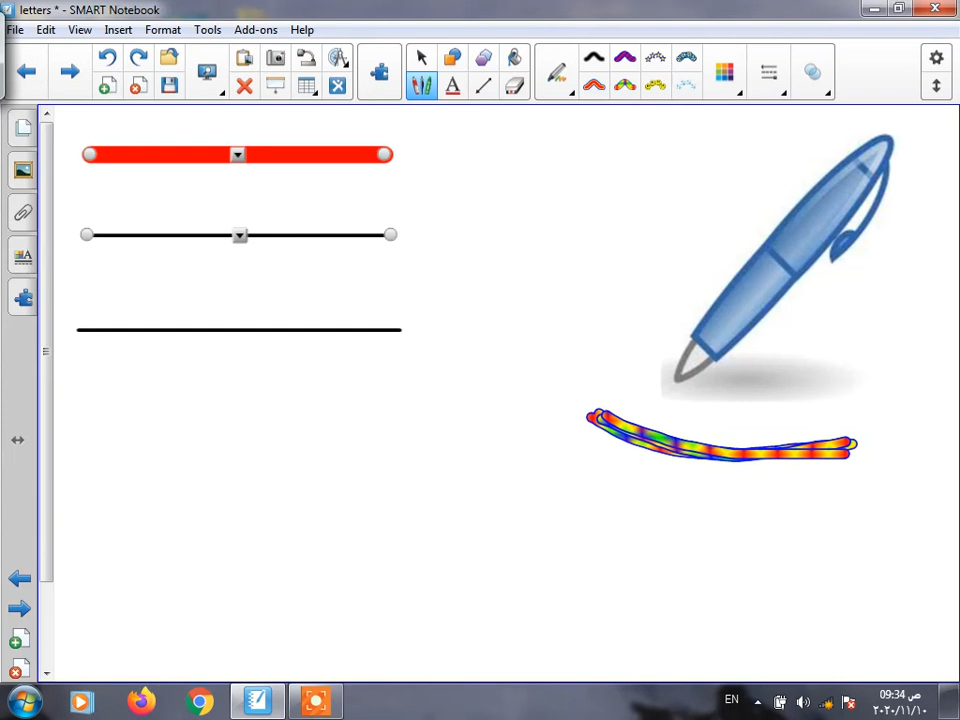 letters * - SMART Notebook
File Edit View Insert Format Tools Add-ons Help
EN
09:34 ص
٢٠٢٠/١١/١٠